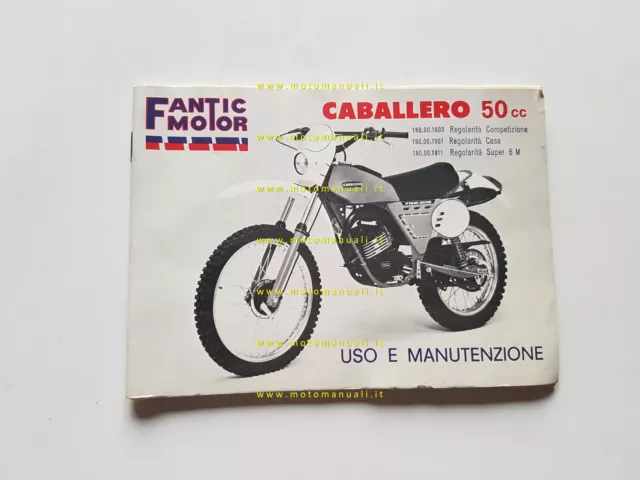 www.motomanuali.it
FANTIC
MOTOR
CABALLERO 50 cc
Regolarità Competizione
Regolarità Casa
Regolarità Super 6 M
www.motomanuali.it
CABALLERO
www.motomanuali.it
www.motomanuali.it
www.motomanuali.it
USO E MANUTENZIONE
www.motomanuali.it